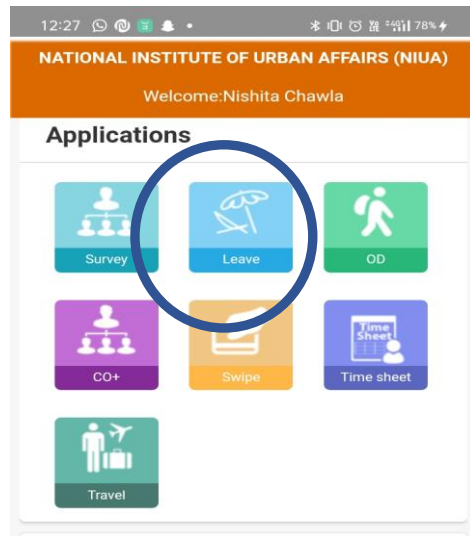 12:27 78%
NATIONAL INSTITUTE OF URBAN AFFAIRS (NIUA)
Welcome:Nishita Chawla
Applications
Survey Leave OD
Time Sheet
CO+ Swipe Time sheet
Travel